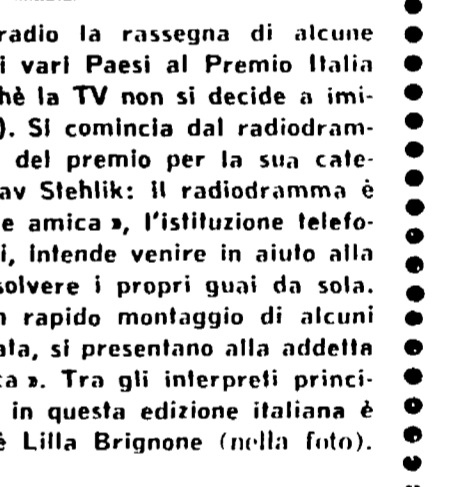 radio la rassegna di alcune
i vari Paesi al Premio Italia
hè la TV non si decide a imi-
). Si comincia dal radiodram-
del premio per la sua cate-
av Stehlik: il radiodramma è
e amica », l'istituzione telefo-
i, intende venire in aiuto alla
solvere i propri guai da sola.
n rapido montaggio di alcuni
ata, si presentano alla addetta
ca ». Tra gli interpreti princi-
in questa edizione italiana è
è Lilla Brignone (nella foto).